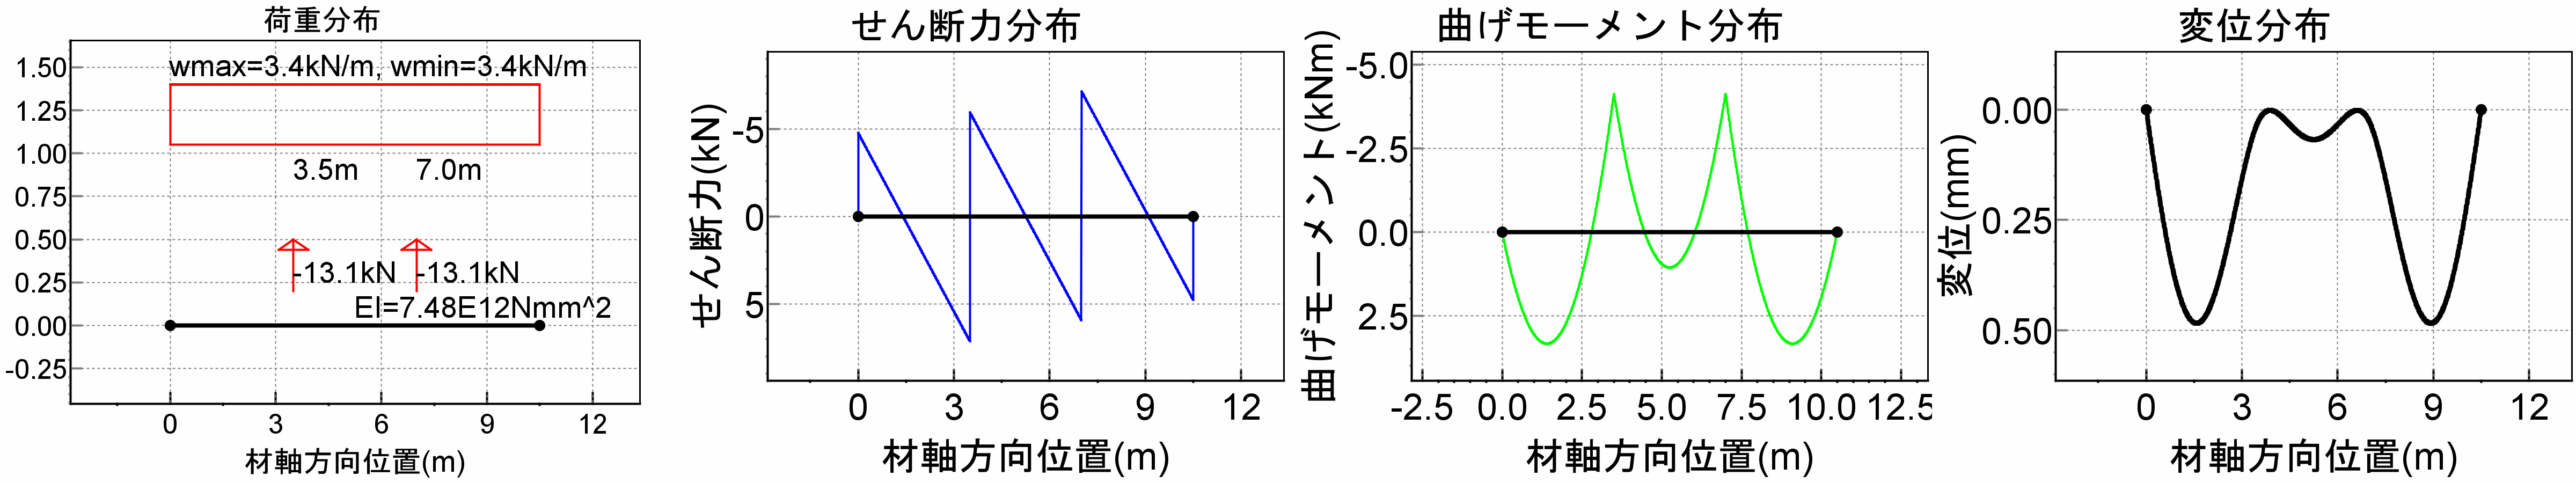 荷重分布
1.50
1.25
1.00
0.75
0.50
0.25
0.00
-0.25
wmax=3.4kN/m, wmin=3.4kN/m
3.5m
7.0m
-13.1kN
-13.1kN
EI=7.48E12Nmm^2
0 3 6 9 12
材軸方向位置(m)
せん断力分布
せん断力(kN)
-5
0
5
0 3 6 9 12
材軸方向位置(m)
曲げモーメント分布
曲げモーメント(kNm)
-5.0
-2.5
0.0
2.5
-2.5 0.0 2.5 5.0 7.5 10.0 12.5
材軸方向位置(m)
変位分布
変位(mm)
0.00
0.25
0.50
0 3 6 9 12
材軸方向位置(m)